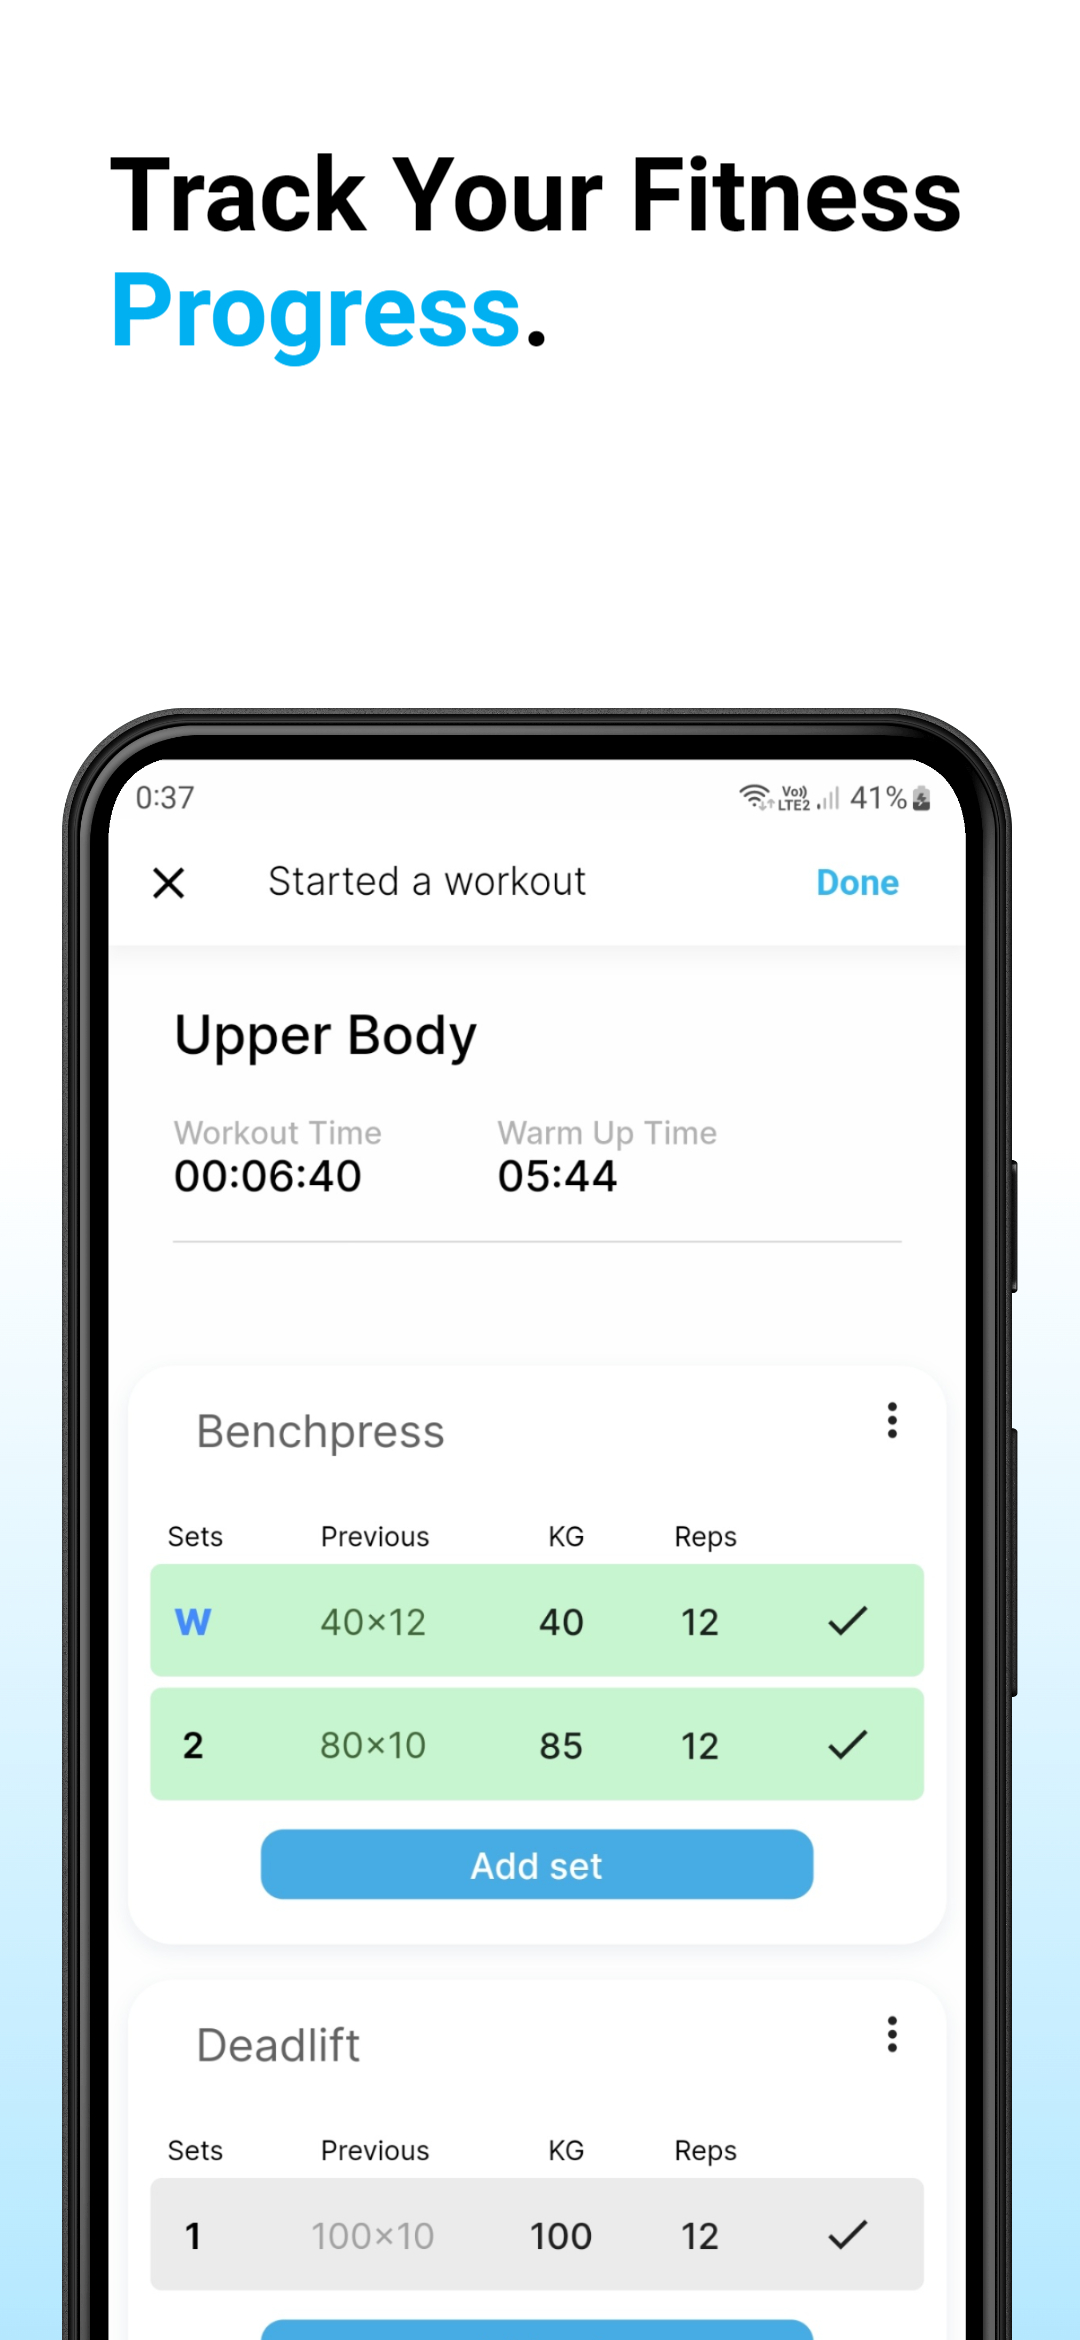 Track Your Fitness
Progress.
0:37 Vo)) LTE2 41%
Started a workout Done
Upper Body
Workout Time Warm Up Time
00:06:40 05:44
Benchpress
Sets Previous KG Reps
W 40×12 40 12
2 80×10 85 12
Add set
Deadlift
Sets Previous KG Reps
1 100×10 100 12